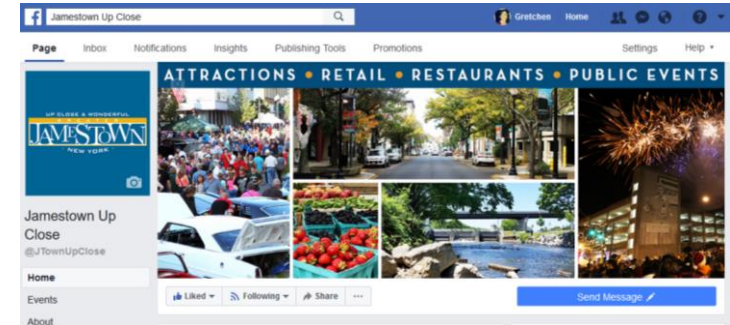 f Jamestown Up Close Gretchen Home
Page Inbox Notifications Insights Publishing Tools Promotions Settings Help
ATTRACTIONS • RETAIL • RESTAURANTS • PUBLIC EVENTS
UP CLOSE & WONDERFUL
JAMESTOWN
NEW YORK
Jamestown Up
Close
@JTownUpClose
Home
Events
About
Liked Following Share ... Send Message